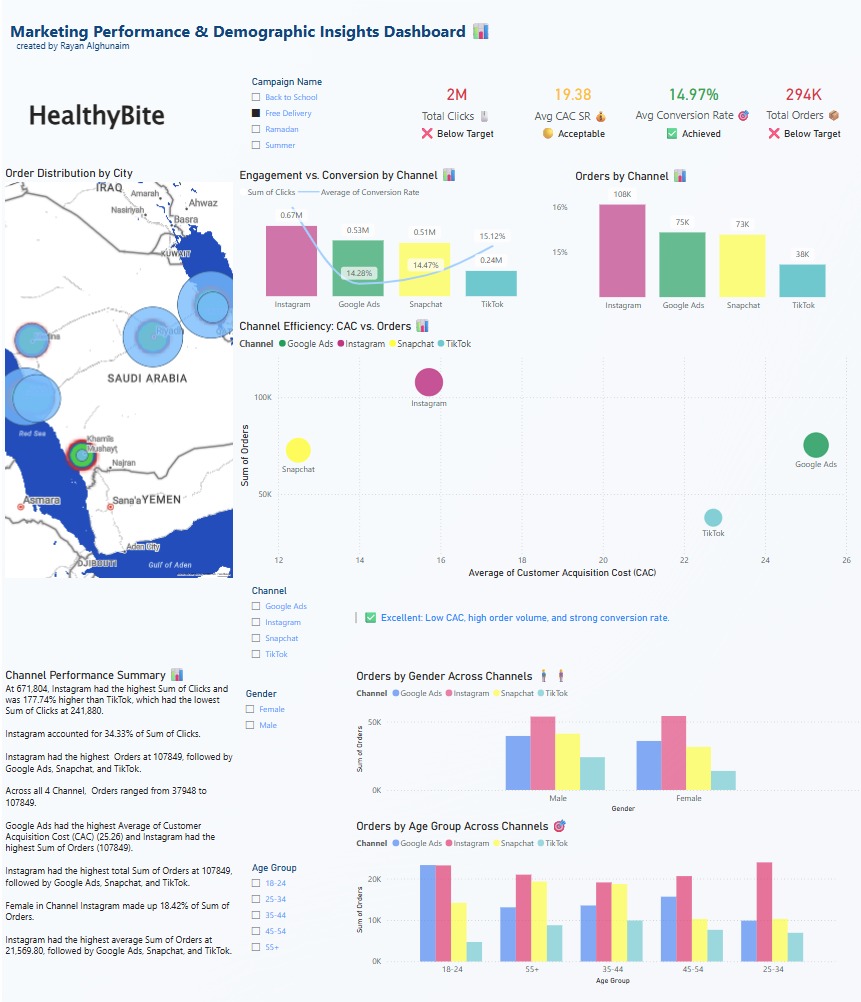 Marketing Performance & Demographic Insights Dashboard
created by Rayan Alghunaim
HealthyBite
Campaign Name
Back to School
Free Delivery
Ramadan
Summer
2M
Total Clicks
Below Target
19.38
Avg CAC SR
Acceptable
14.97%
Avg Conversion Rate
Achieved
294K
Total Orders
Below Target
Order Distribution by City
IRAQ
Amarah
Ahwaz
Nasiriyah
Basra
KUWAIT
Riyadh
SAUDI ARABIA
Red Sea
Khamis
Mushayt
Najran
Asmara
Sana'a YEMEN
Aden City
DJIBOUTI
Gulf of Aden
Engagement vs. Conversion by Channel
Sum of Clicks Average of Conversion Rate
0.67M
0.53M
0.51M
15.12%
0.24M
14.28%
14.47%
16%
15%
Instagram Google Ads Snapchat TikTok
Orders by Channel
108K
75K
73K
38K
Instagram Google Ads Snapchat TikTok
Channel Efficiency: CAC vs. Orders
Channel Google Ads Instagram Snapchat TikTok
Sum of Orders
100K
50K
Instagram
Snapchat
Google Ads
TikTok
12 14 16 18 20 22 24 26
Average of Customer Acquisition Cost (CAC)
Channel
Google Ads
Instagram
Snapchat
TikTok
Excellent: Low CAC, high order volume, and strong conversion rate.
Channel Performance Summary
At 671,804, Instagram had the highest Sum of Clicks and
was 177.74% higher than TikTok, which had the lowest
Sum of Clicks at 241,880.
Instagram accounted for 34.33% of Sum of Clicks.
Instagram had the highest Orders at 107849, followed by
Google Ads, Snapchat, and TikTok.
Across all 4 Channel, Orders ranged from 37948 to
107849.
Google Ads had the highest Average of Customer
Acquisition Cost (CAC) (25.26) and Instagram had the
highest Sum of Orders (107849).
Instagram had the highest total Sum of Orders at 107849,
followed by Google Ads, Snapchat, and TikTok.
Female in Channel Instagram made up 18.42% of Sum of
Orders.
Instagram had the highest average Sum of Orders at
21,569.80, followed by Google Ads, Snapchat, and TikTok.
Gender
Female
Male
Age Group
18-24
25-34
35-44
45-54
55+
Orders by Gender Across Channels
Channel Google Ads Instagram Snapchat TikTok
Sum of Orders
50K
0K
Male Female
Gender
Orders by Age Group Across Channels
Channel Google Ads Instagram Snapchat TikTok
Sum of Orders
20K
10K
0K
18-24 55+ 35-44 45-54 25-34
Age Group